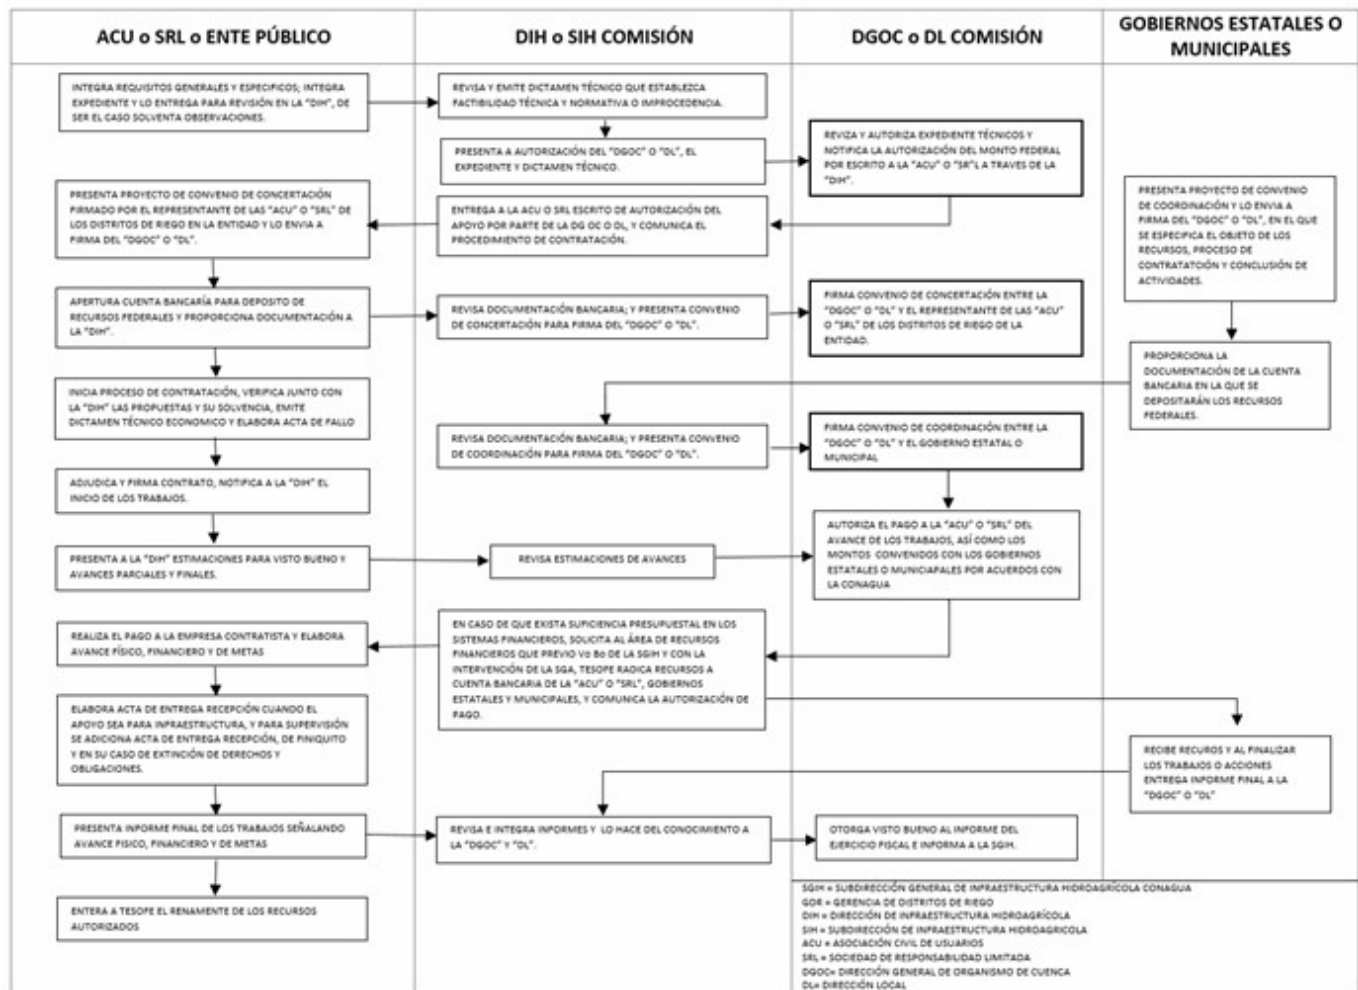 ACU o SRL o ENTE PÚBLICO
DIH o SIH COMISIÓN
DGOC o DL COMISIÓN
GOBIERNOS ESTATALES O
MUNICIPALES
INTEGRA REQUISITOS GENERALES Y ESPECIFICOS; INTEGRA
EXPEDIENTE Y LO ENTREGA PARA REVISIÓN EN LA "DIH", DE
SER EL CASO SOLVENTA OBSERVACIONES.
REVISA Y EMITE DICTAMEN TÉCNICO QUE ESTABLEZCA
FACTIBILIDAD TÉCNICA Y NORMATIVA O IMPROCEDENCIA.
PRESENTA A AUTORIZACIÓN DEL "DGOC" O "DL", EL
EXPEDIENTE Y DICTAMEN TÉCNICO.
REVIZA Y AUTORIZA EXPEDIENTE TÉCNICOS Y
NOTIFICA LA AUTORIZACIÓN DEL MONTO FEDERAL
POR ESCRITO A LA "ACU" O "SR"L A TRAVES DE LA
"DIH".
PRESENTA PROYECTO DE CONVENIO DE CONCERTACIÓN
FIRMADO POR EL REPRESENTANTE DE LAS "ACU" O "SRL" DE
LOS DISTRITOS DE RIEGO EN LA ENTIDAD Y LO ENVIA A
FIRMA DEL "DGOC" O "DL".
ENTREGA A LA ACU O SRL ESCRITO DE AUTORIZACIÓN DEL
APOYO POR PARTE DE LA DG OC O DL, Y COMUNICA EL
PROCEDIMIENTO DE CONTRATACIÓN.
PRESENTA PROYECTO DE CONVENIO
DE COORDINACIÓN Y LO ENVIA A
FIRMA DEL "DGOC" O "DL", EN EL QUE
SE ESPECIFICA EL OBJETO DE LOS
RECURSOS, PROCESO DE
CONTRATATCIÓN Y CONCLUSIÓN DE
ACTIVIDADES.
APERTURA CUENTA BANCARÍA PARA DEPOSITO DE
RECURSOS FEDERALES Y PROPORCIONA DOCUMENTACIÓN A
LA "DIH".
REVISA DOCUMENTACIÓN BANCARIA; Y PRESENTA CONVENIO
DE CONCERTACIÓN PARA FIRMA DEL "DGOC" O "DL".
FIRMA CONVENIO DE CONCERTACIÓN ENTRE LA
"DGOC" O "DL" Y EL REPRESENTANTE DE LAS "ACU"
O "SRL" DE LOS DISTRITOS DE RIEGO DE LA
ENTIDAD.
PROPORCIONA LA
DOCUMENTACIÓN DE LA CUENTA
BANCARIA EN LA QUE SE
DEPOSITARÁN LOS RECURSOS
FEDERALES.
INICIA PROCESO DE CONTRATACIÓN, VERIFICA JUNTO CON
LA "DIH" LAS PROPUESTAS Y SU SOLVENCIA, EMITE
DICTAMEN TÉCNICO ECONOMICO Y ELABORA ACTA DE FALLO
REVISA DOCUMENTACIÓN BANCARIA; Y PRESENTA CONVENIO
DE COORDINACIÓN PARA FIRMA DEL "DGOC" O "DL".
FIRMA CONVENIO DE COORDINACIÓN ENTRE LA
"DGOC" O "DL" Y EL GOBIERNO ESTATAL O
MUNICIPAL
ADJUDICA Y FIRMA CONTRATO, NOTIFICA A LA "DIH" EL
INICIO DE LOS TRABAJOS.
PRESENTA A LA "DIH" ESTIMACIONES PARA VISTO BUENO Y
AVANCES PARCIALES Y FINALES.
REVISA ESTIMACIONES DE AVANCES
AUTORIZA EL PAGO A LA "ACU" O "SRL" DEL
AVANCE DE LOS TRABAJOS, ASÍ COMO LOS
MONTOS CONVENIDOS CON LOS GOBIERNOS
ESTATALES O MUNICIAPALES POR ACUERDOS CON
LA CONAGUA
REALIZA EL PAGO A LA EMPRESA CONTRATISTA Y ELABORA
AVANCE FÍSICO, FINANCIERO Y DE METAS
EN CASO DE QUE EXISTA SUFICIENCIA PRESUPUESTAL EN LOS
SISTEMAS FINANCIEROS, SOLICITA AL ÁREA DE RECURSOS
FINANCIEROS QUE PREVIO Vo Bo DE LA SGIH Y CON LA
INTERVENCIÓN DE LA SGA, TESOFE RADICA RECURSOS A
CUENTA BANCARIA DE LA "ACU" O "SRL", GOBIERNOS
ESTATALES Y MUNICIPALES, Y COMUNICA LA AUTORIZACIÓN DE
PAGO.
ELABORA ACTA DE ENTREGA RECEPCIÓN CUANDO EL
APOYO SEA PARA INFRAESTRUCTURA, Y PARA SUPERVISIÓN
SE ADICIONA ACTA DE ENTREGA RECEPCIÓN, DE FINIQUITO
Y EN SU CASO DE EXTINCIÓN DE DERECHOS Y
OBLIGACIONES.
RECIBE RECUROS Y AL FINALIZAR
LOS TRABAJOS O ACCIONES
ENTREGA INFORME FINAL A LA
"DGOC" O "DL"
PRESENTA INFORME FINAL DE LOS TRABAJOS SEÑALANDO
AVANCE FISICO, FINANCIERO Y DE METAS
REVISA E INTEGRA INFORMES Y LO HACE DEL CONOCIMIENTO A
LA "DGOC" Y "DL".
OTORGA VISTO BUENO AL INFORME DEL
EJERCICIO FISCAL E INFORMA A LA SGIH.
ENTERA A TESOFE EL RENAMENTE DE LOS RECURSOS
AUTORIZADOS
SGIH = SUBDIRECCIÓN GENERAL DE INFRAESTRUCTURA HIDROAGRÍCOLA CONAGUA
GDR = GERENCIA DE DISTRITOS DE RIEGO
DIH = DIRECCIÓN DE INFRAESTRUCTURA HIDROAGRÍCOLA
SIH = SUBDIRECCIÓN DE INFRAESTRUCTURA HIDROAGRICOLA
ACU = ASOCIACIÓN CIVIL DE USUARIOS
SRL = SOCIEDAD DE RESPONSABILIDAD LIMITADA
DGOC= DIRECCIÓN GENERAL DE ORGANISMO DE CUENCA
DL= DIRECCIÓN LOCAL